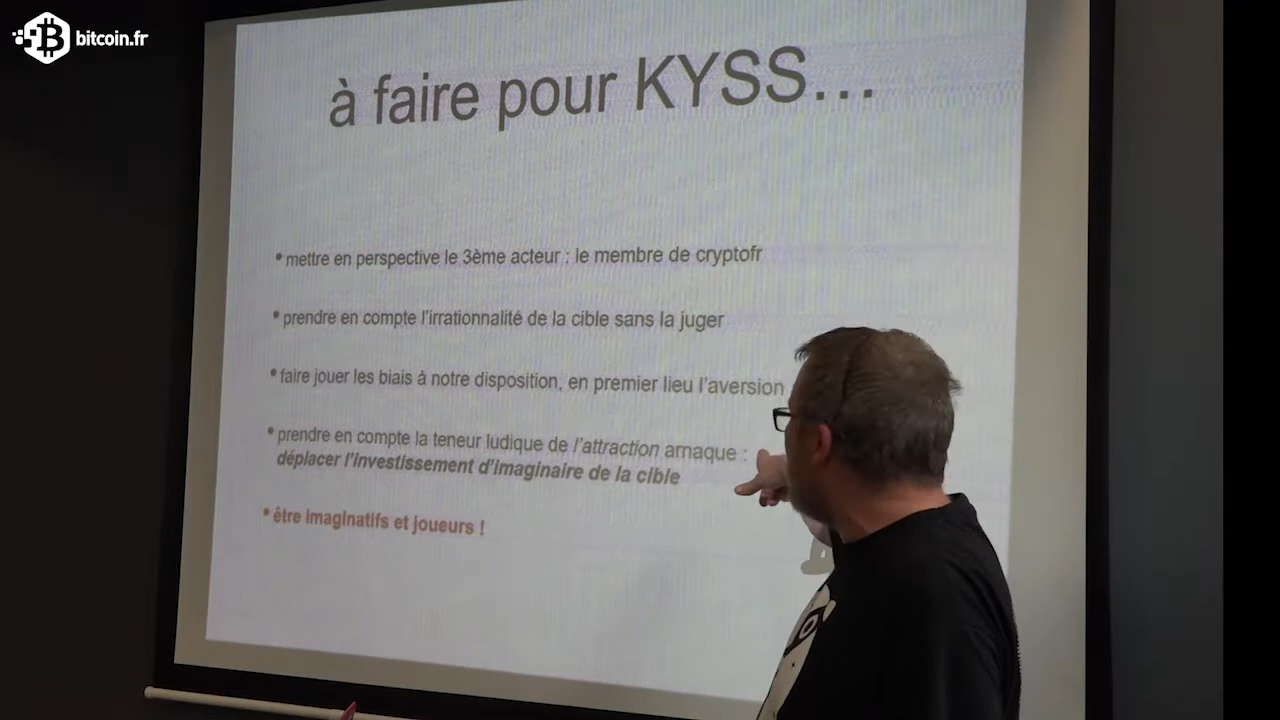 bitcoin.fr
à faire pour KYSS...
• mettre en perspective le 3ème acteur : le membre de cryptofr
• prendre en compte l'irrationnalité de la cible sans la juger
• faire jouer les biais à notre disposition, en premier lieu l'aversion
• prendre en compte la teneur ludique de l'attraction arnaque :
déplacer l'investissement d'imaginaire de la cible
• être imaginatifs et joueurs !